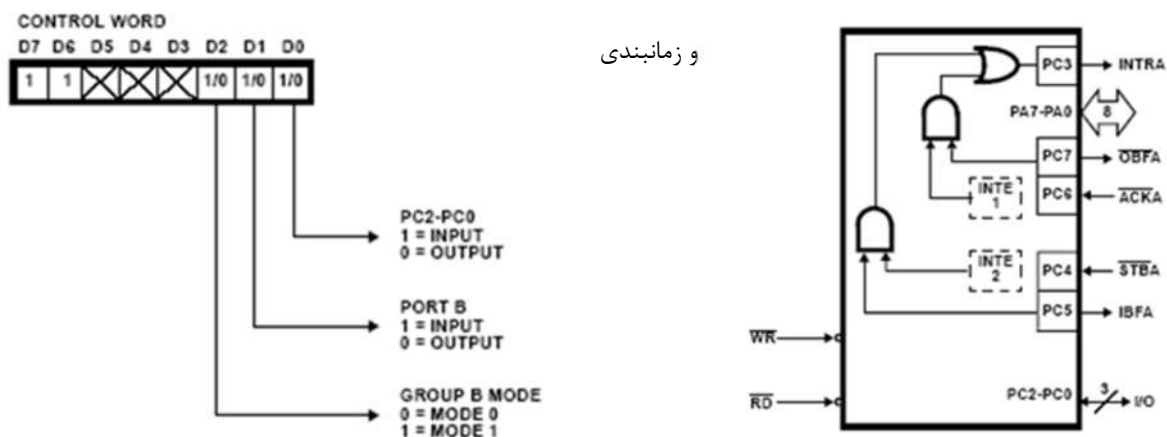 CONTROL WORD
D7 D6 D5 D4 D3 D2 D1 D0
1 1 1/0 1/0 1/0
PC2-PC0
1 = INPUT
0 = OUTPUT
PORT B
1 = INPUT
0 = OUTPUT
GROUP B MODE
0 = MODE 0
1 = MODE 1
و زمانبندی
PC3 INTRA
PA7-PA0 8
PC7 OBFA
INTE 1
PC6 ACKA
INTE 2
PC4 STBA
PC5 IBFA
WR
RD
PC2-PC0 3 I/O